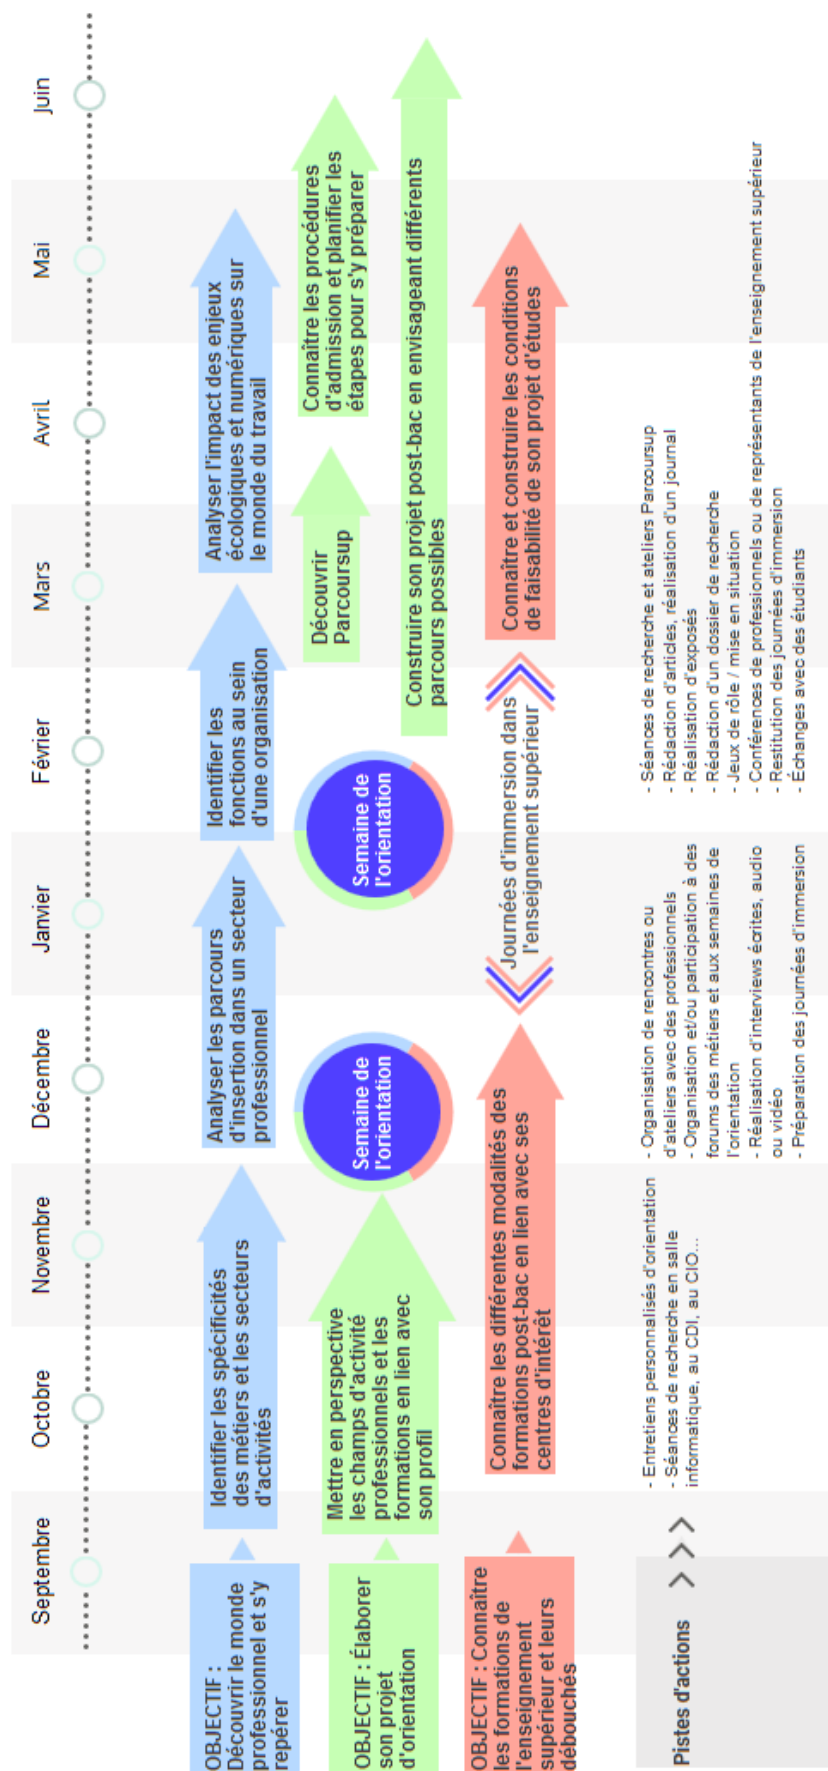 Septembre
Octobre
Novembre
Décembre
Janvier
Février
Mars
Avril
Mai
Juin
OBJECTIF :
Découvrir le monde
professionnel et s'y
repérer
Identifier les spécificités
des métiers et les secteurs
d'activités
Analyser les parcours
d'insertion dans un secteur
professionnel
Identifier les
fonctions au sein
d'une organisation
Analyser l'impact des enjeux
écologiques et numériques sur
le monde du travail
OBJECTIF : Élaborer
son projet
d'orientation
Mettre en perspective
les champs d'activité
professionnels et les
formations en lien avec
son profil
Semaine de
l'orientation
Semaine de
l'orientation
Découvrir
Parcoursup
Connaître les procédures
d'admission et planifier les
étapes pour s'y préparer
Construire son projet post-bac en envisageant différents
parcours possibles
OBJECTIF : Connaître
les formations de
l'enseignement
supérieur et leurs
débouchés
Connaître les différentes modalités des
formations post-bac en lien avec ses
centres d'intérêt
Journées d'immersion dans
l'enseignement supérieur
Connaître et construire les conditions
de faisabilité de son projet d'études
Pistes d'actions
- Entretiens personnalisés d'orientation
- Séances de recherche en salle
informatique, au CDI, au CIO...
- Organisation de rencontres ou
d'ateliers avec des professionnels
- Organisation et/ou participation à des
forums des métiers et aux semaines de
l'orientation
- Réalisation d'interviews écrites, audio
ou vidéo
- Préparation des journées d'immersion
- Séances de recherche et ateliers Parcoursup
- Rédaction d'articles, réalisation d'un journal
- Réalisation d'exposés
- Rédaction d'un dossier de recherche
- Jeux de rôle / mise en situation
- Conférences de professionnels ou de représentants de l'enseignement supérieur
- Restitution des journées d'immersion
- Échanges avec des étudiants